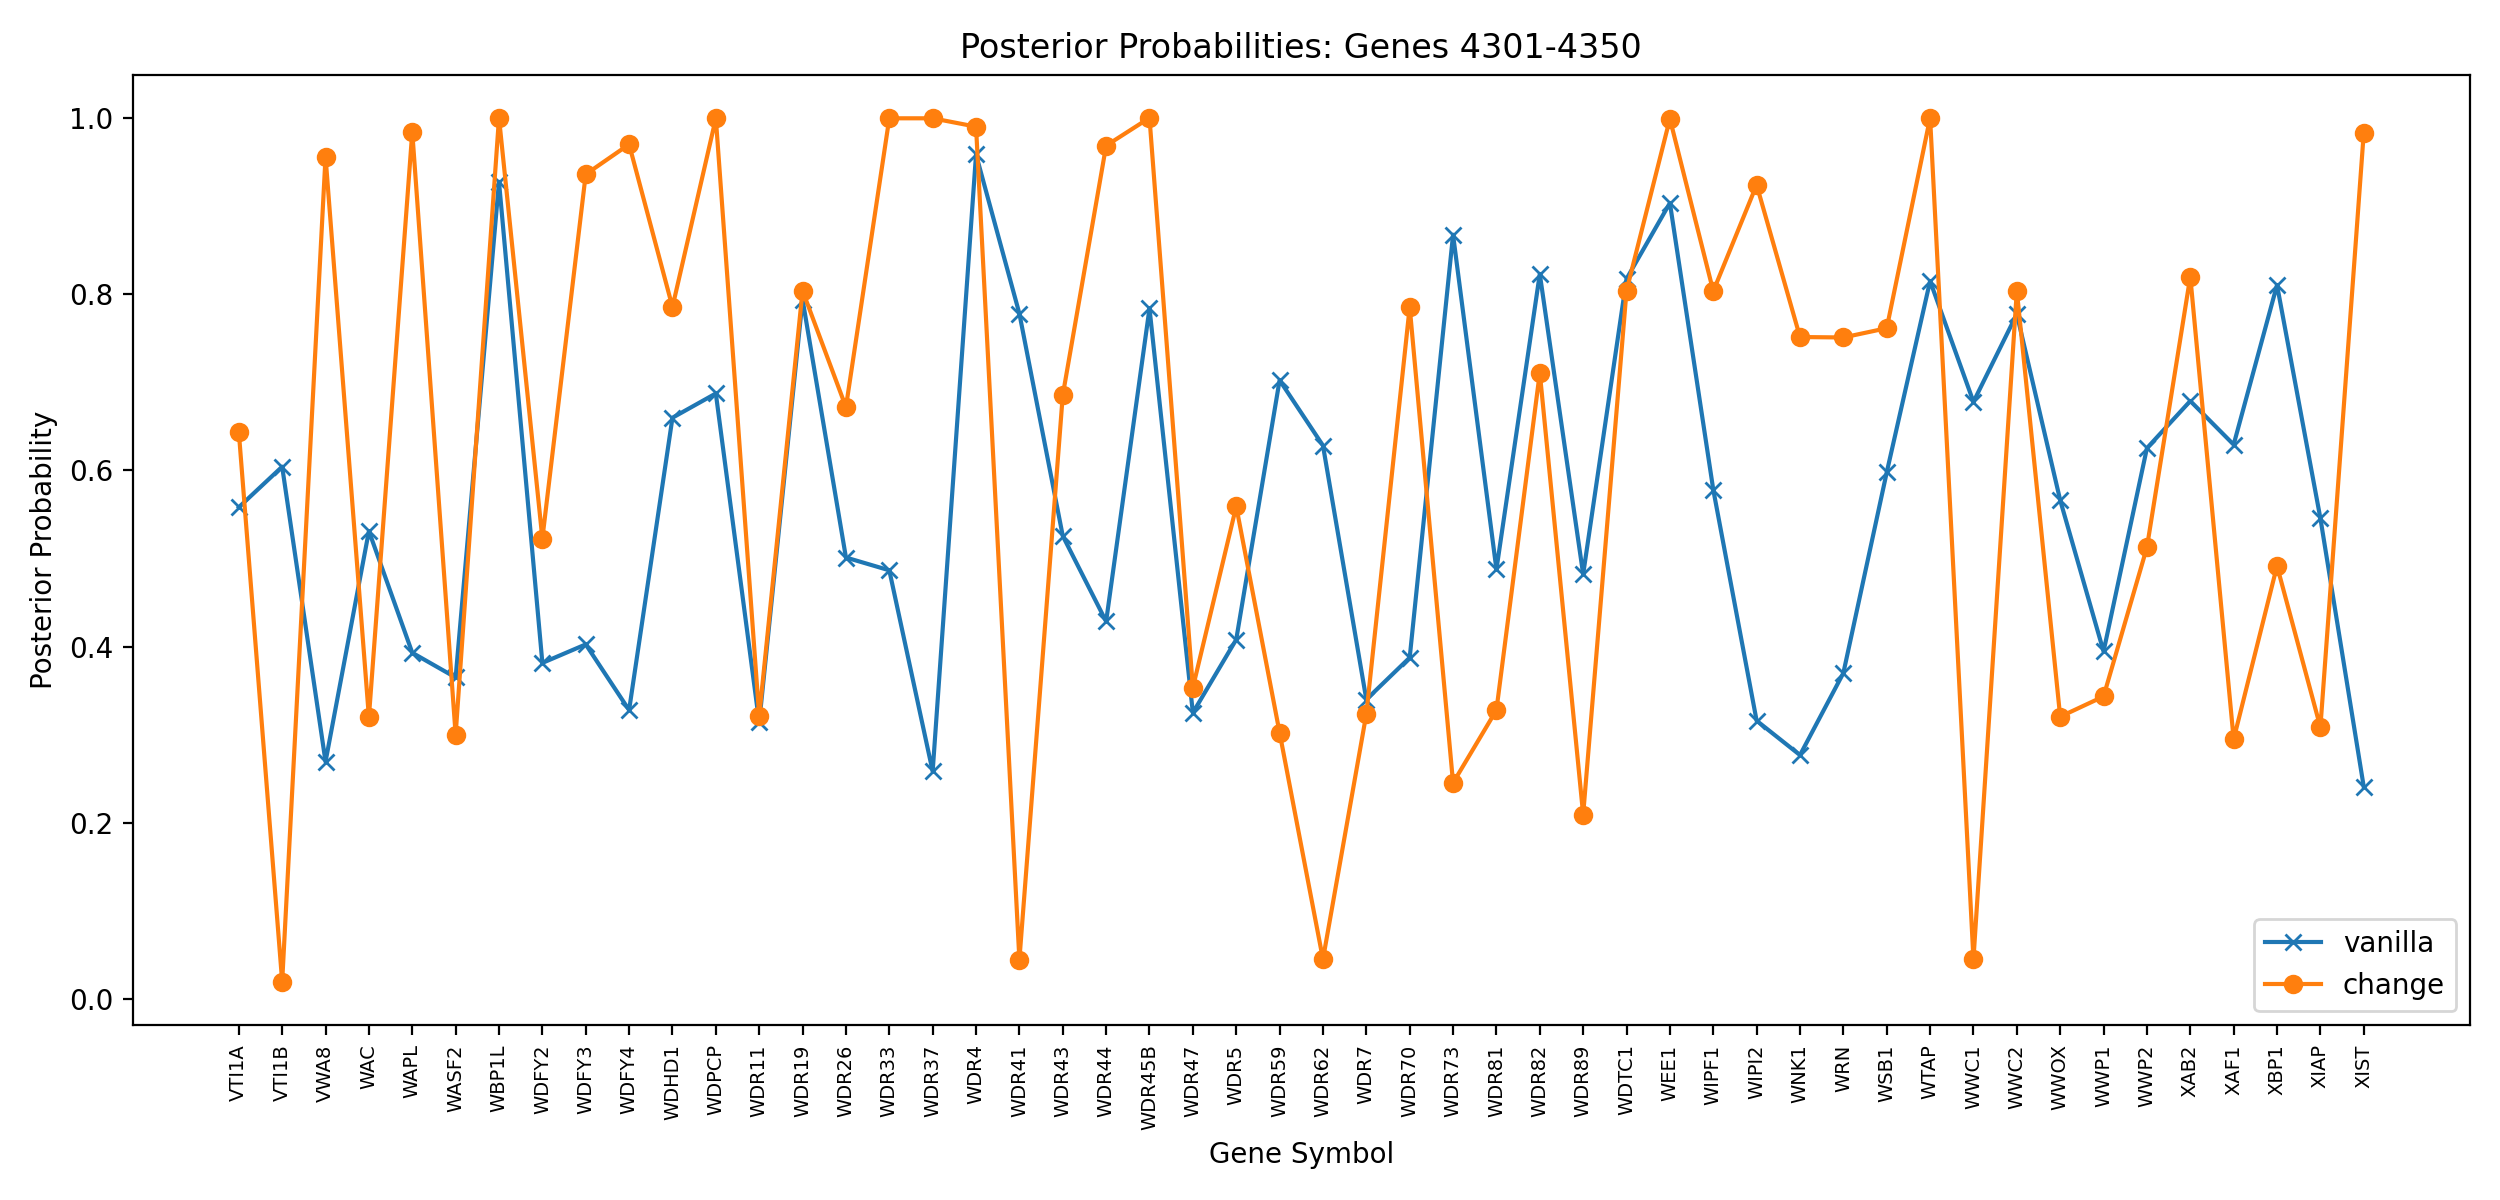 Posterior Probabilities: Genes 4301-4350
Posterior Probability
1.0
0.8
0.6
0.4
0.2
0.0
vanilla
change
VTI1A
VTI1B
VWA8
WAC
WAPL
WASF2
WBP1L
WDFY2
WDFY3
WDFY4
WDHD1
WDPCP
WDR11
WDR19
WDR26
WDR33
WDR37
WDR4
WDR41
WDR43
WDR44
WDR45B
WDR47
WDR5
WDR59
WDR62
WDR7
WDR70
WDR73
WDR81
WDR82
WDR89
WDTC1
WEE1
WIPF1
WIPI2
WNK1
WRN
WSB1
WTAP
WWC1
WWC2
WWOX
WWP1
WWP2
XAB2
XAF1
XBP1
XIAP
XIST
Gene Symbol